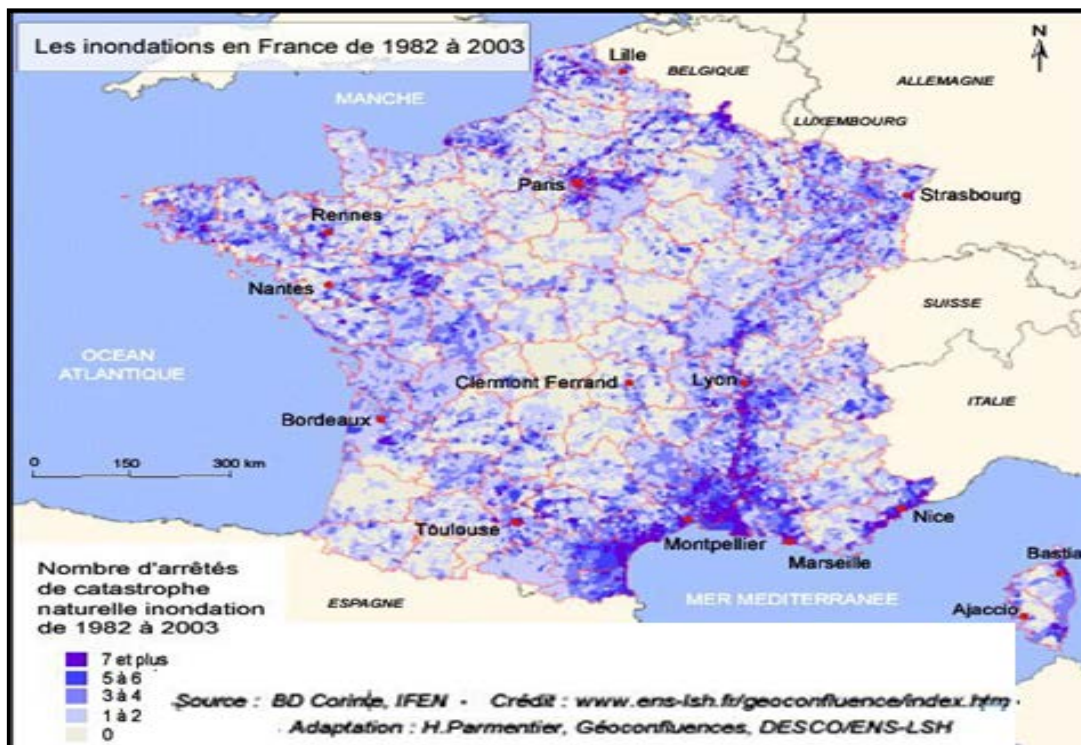 Les inondations en France de 1982 à 2003
N
Lille
BELGIQUE
ALLEMAGNE
MANCHE
LUXEMBOURG
Paris
Strasbourg
Rennes
Nantes
SUISSE
OCEAN
ATLANTIQUE
Clermont Ferrand
Lyon
ITALIE
Bordeaux
0 150 300 km
Toulouse
Montpellier
Nice
Marseille
Bastia
Nombre d'arrêtés
de catastrophe
naturelle inondation
de 1982 à 2003
ESPAGNE
MER MEDITERRANEE
Ajaccio
7 et plus
5 à 6
3 à 4
1 à 2
0
Source : BD Corine, IFEN - Crédit : www.ens-lsh.fr/geoconfluence/index.htm -
Adaptation : H.Parmentier, Géoconfluences, DESCO/ENS-LSH